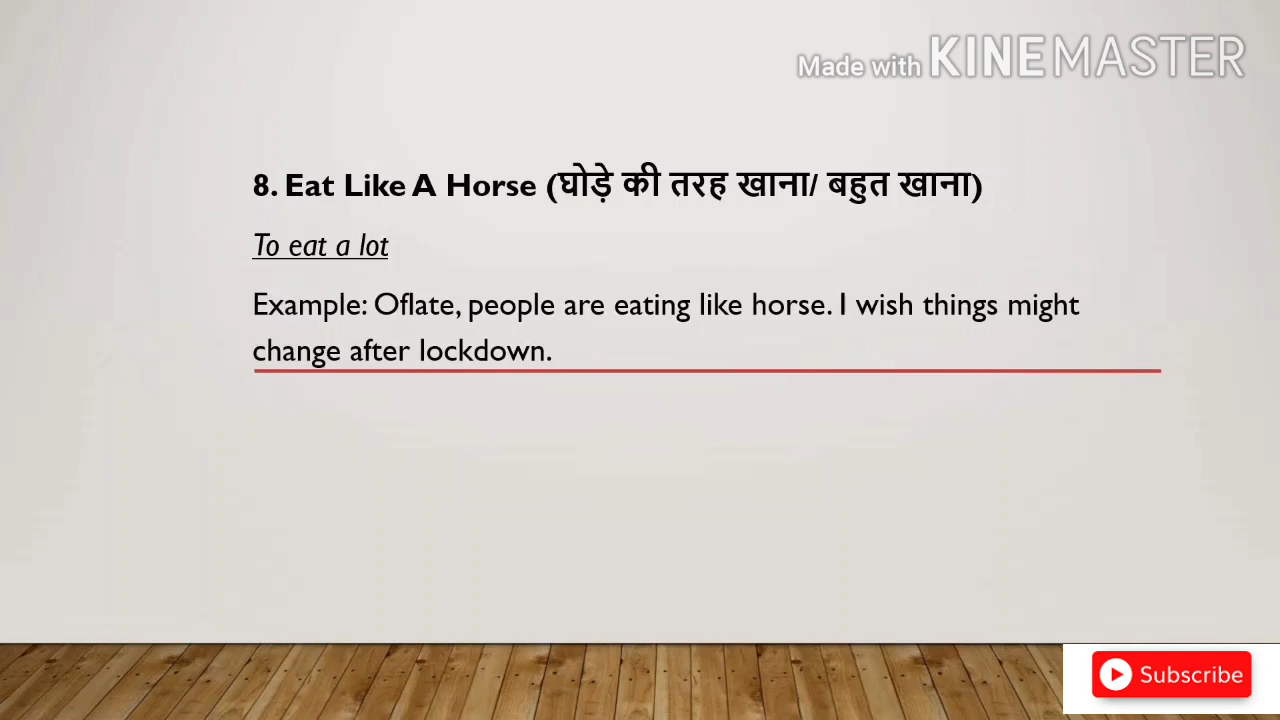 Made with KINEMASTER
8. Eat Like A Horse (घोड़े की तरह खाना/ बहुत खाना)
To eat a lot
Example: Oflate, people are eating like horse. I wish things might
change after lockdown.
Subscribe